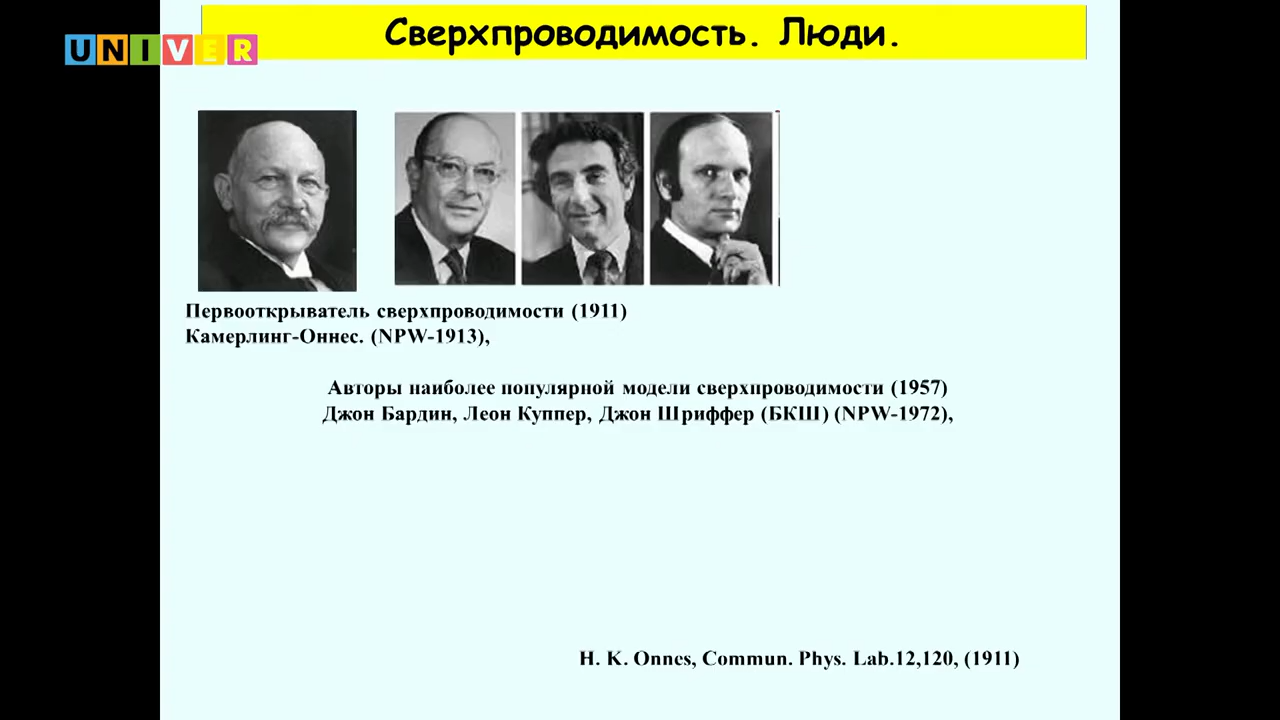 Сверхпроводимость. Люди.
UNIVER
Первооткрыватель сверхпроводимости (1911)
Камерлинг-Оннес. (NPW-1913),
Авторы наиболее популярной модели сверхпроводимости (1957)
Джон Бардин, Леон Куппер, Джон Шриффер (БКШ) (NPW-1972),
H. K. Onnes, Commun. Phys. Lab.12,120, (1911)